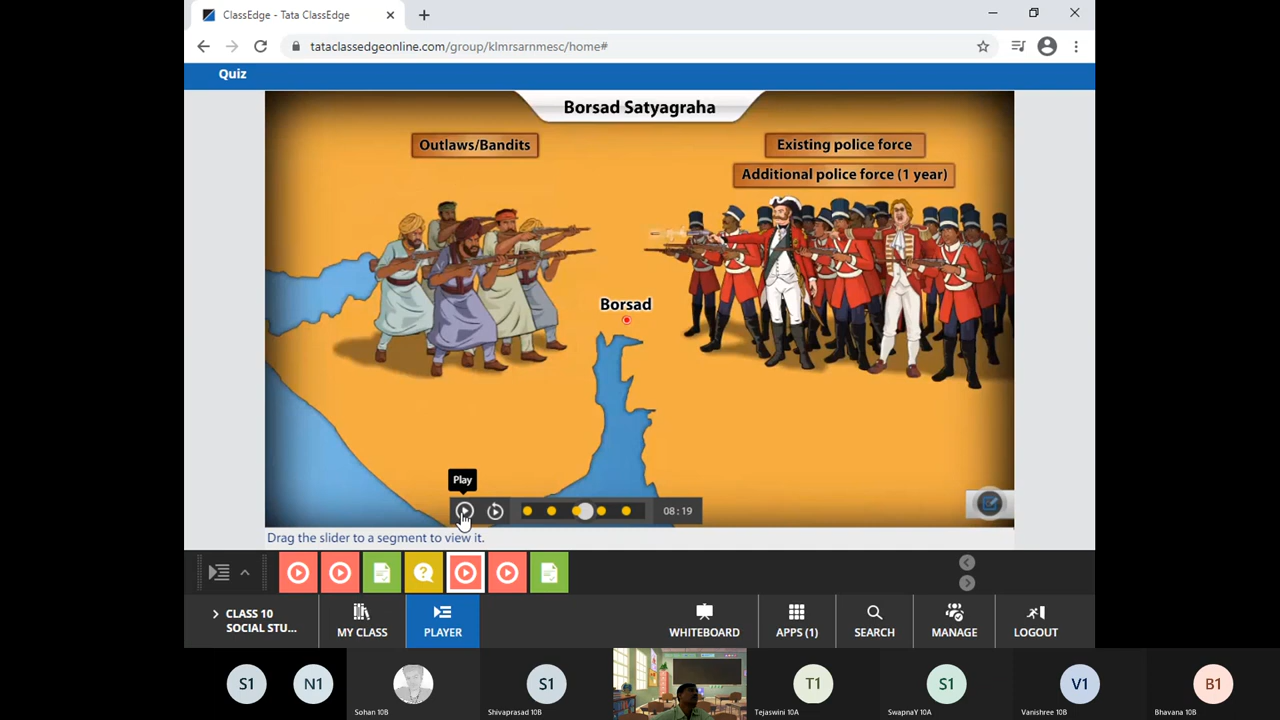 ClassEdge - Tata ClassEdge
tataclassedgeonline.com/group/klmrsarnmesc/home#
Quiz
Borsad Satyagraha
Outlaws/Bandits
Existing police force
Additional police force (1 year)
Borsad
Play
08:19
Drag the slider to a segment to view it.
CLASS 10
SOCIAL STU...
MY CLASS
PLAYER
WHITEBOARD
APPS (1)
SEARCH
MANAGE
LOGOUT
S1
N1
S1
T1
S1
V1
B1
Sohan 10B
Shivaprasad 10B
Tejaswini 10A
SwapnaY 10A
Vanishree 10B
Bhavana 10B